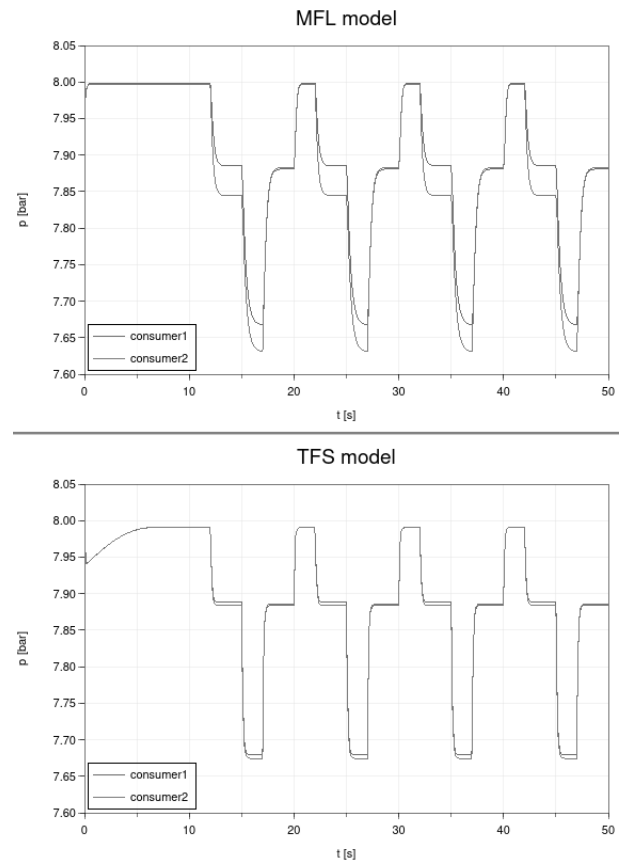 MFL model
8.05
8.00
7.95
7.90
7.85
7.80
7.75
7.70
7.65
7.60
p [bar]
consumer1
consumer2
0 10 20 30 40 50
t [s]
TFS model
8.05
8.00
7.95
7.90
7.85
7.80
7.75
7.70
7.65
7.60
p [bar]
consumer1
consumer2
0 10 20 30 40 50
t [s]